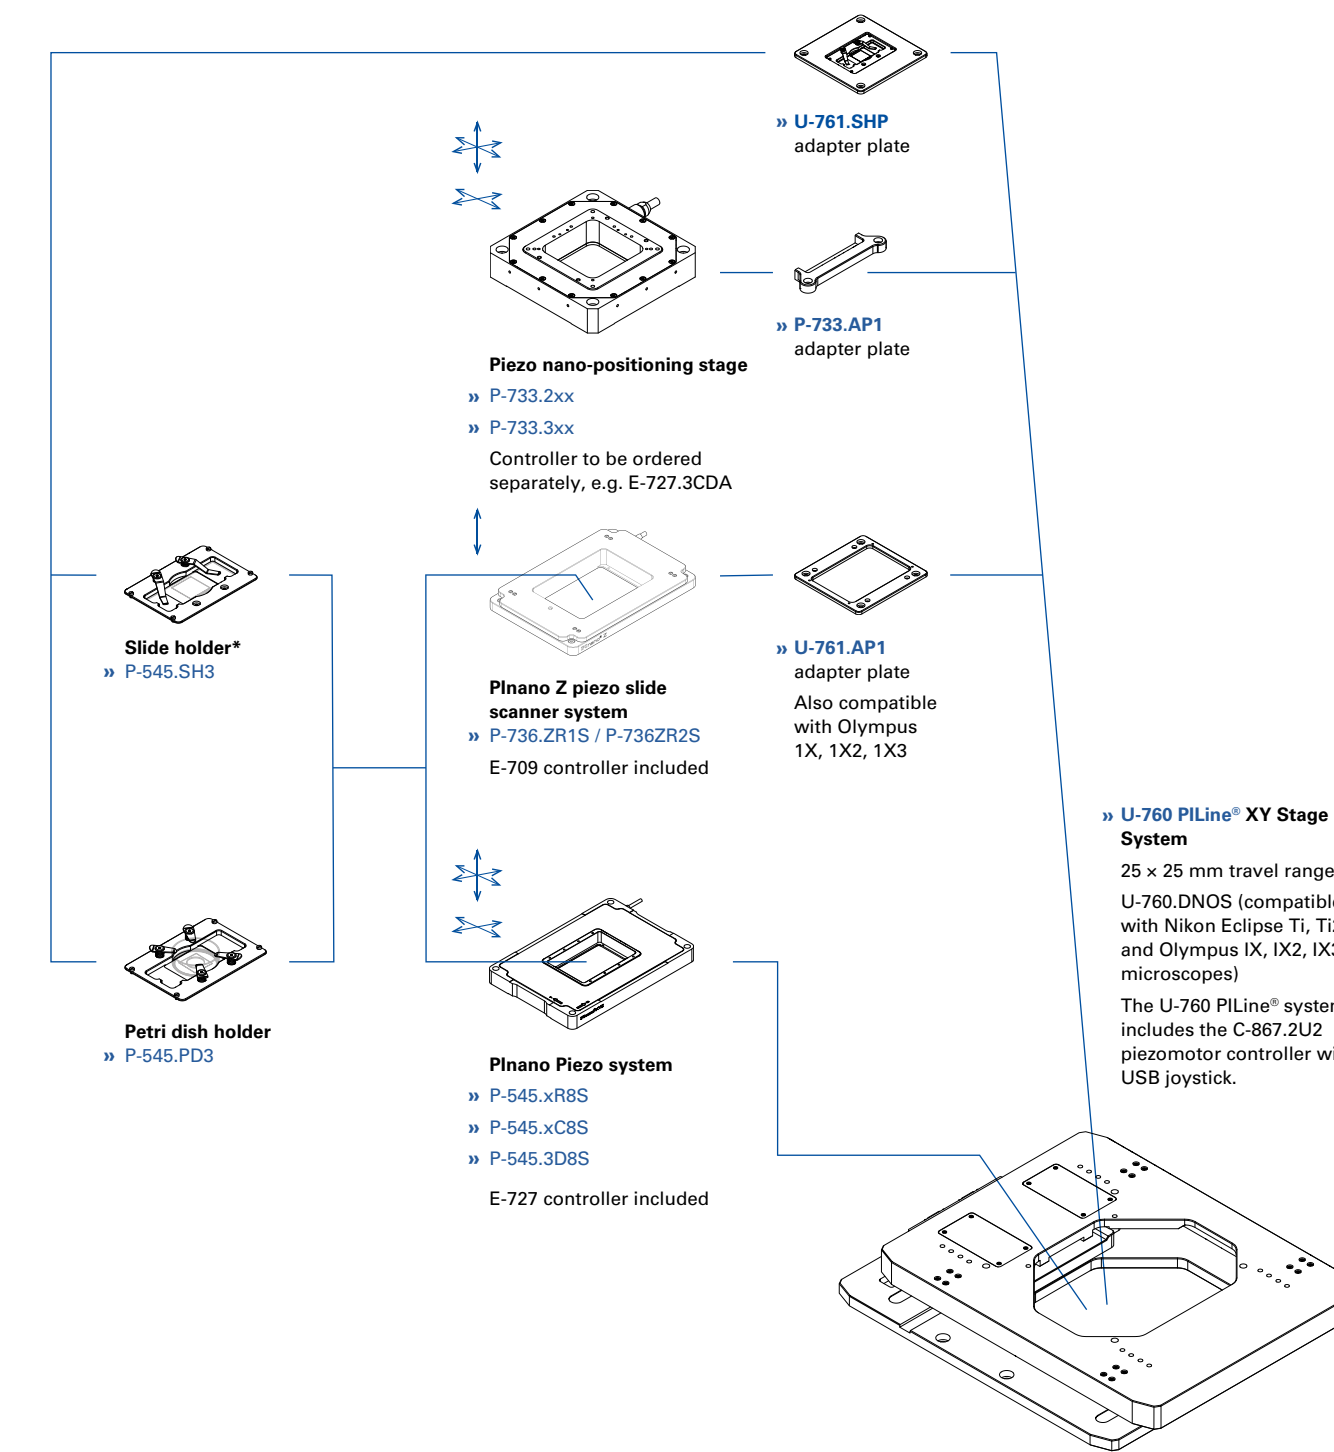 » U-761.SHP
adapter plate
» P-733.AP1
adapter plate
Piezo nano-positioning stage
» P-733.2xx
» P-733.3xx
Controller to be ordered
separately, e.g. E-727.3CDA
Slide holder*
» P-545.SH3
PInano Z piezo slide
scanner system
» P-736.ZR1S / P-736ZR2S
E-709 controller included
» U-761.AP1
adapter plate
Also compatible
with Olympus
1X, 1X2, 1X3
» U-760 PILine® XY Stage
System
25 × 25 mm travel range
U-760.DNOS (compatible
with Nikon Eclipse Ti, Ti2
and Olympus IX, IX2, IX3
microscopes)
The U-760 PILine® system
includes the C-867.2U2
piezomotor controller wi
USB joystick.
Petri dish holder
» P-545.PD3
PInano Piezo system
» P-545.xR8S
» P-545.xC8S
» P-545.3D8S
E-727 controller included